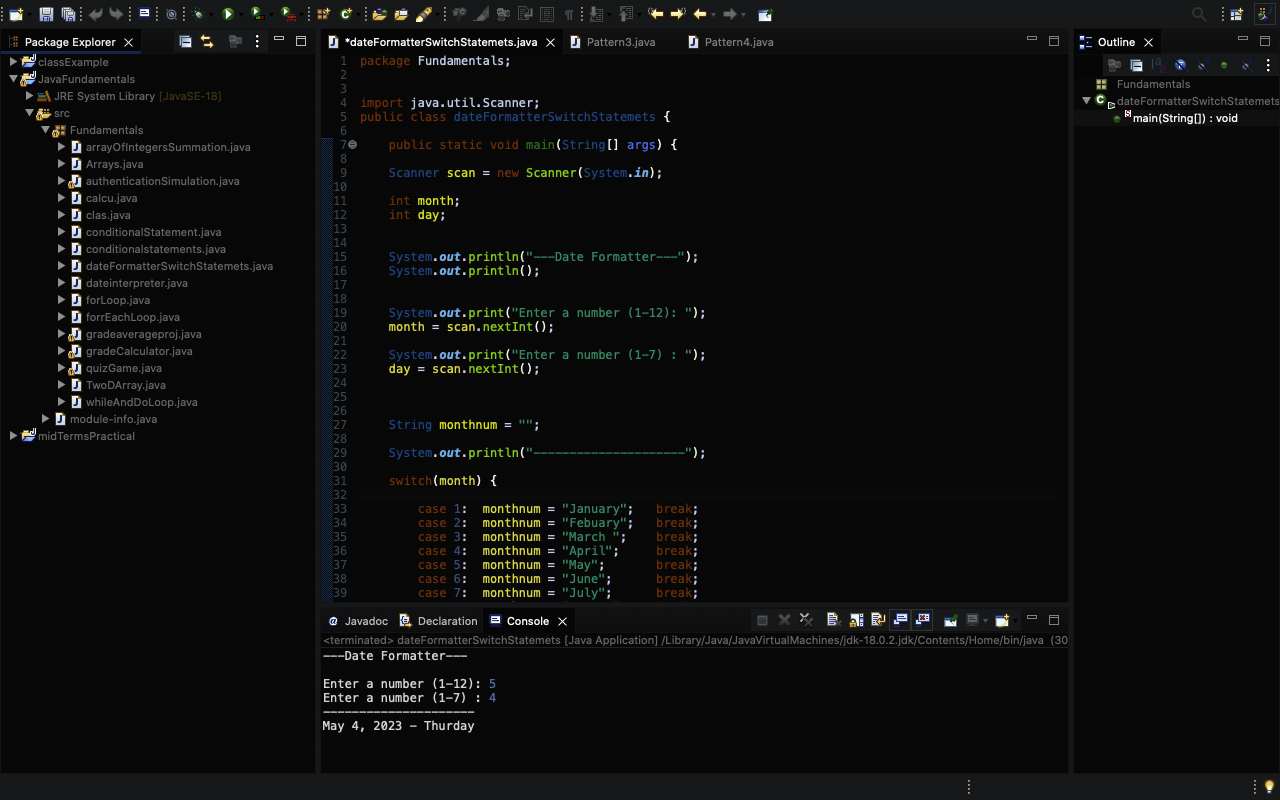 Package Explorer
classExample
JavaFundamentals
JRE System Library [JavaSE-18]
src
Fundamentals
arrayOfIntegersSummation.java
Arrays.java
authenticationSimulation.java
calcu.java
clas.java
conditionalStatement.java
conditionalstatements.java
dateFormatterSwitchStatemets.java
dateinterpreter.java
forLoop.java
forrEachLoop.java
gradeaverageproj.java
gradeCalculator.java
quizGame.java
TwoDArray.java
whileAndDoLoop.java
module-info.java
midTermsPractical
*dateFormatterSwitchStatemets.java Pattern3.java Pattern4.java
1 package Fundamentals;
2
3
4 import java.util.Scanner;
5 public class dateFormatterSwitchStatemets {
6
7 public static void main(String[] args) {
8
9 Scanner scan = new Scanner(System.in);
10
11 int month;
12 int day;
13
14
15 System.out.println("---Date Formatter---");
16 System.out.println();
17
18
19 System.out.print("Enter a number (1-12): ");
20 month = scan.nextInt();
21
22 System.out.print("Enter a number (1-7) : ");
23 day = scan.nextInt();
24
25
26
27 String monthnum = "";
28
29 System.out.println("---------------------");
30
31 switch(month) {
32
33 case 1: monthnum = "January"; break;
34 case 2: monthnum = "Febuary"; break;
35 case 3: monthnum = "March "; break;
36 case 4: monthnum = "April"; break;
37 case 5: monthnum = "May"; break;
38 case 6: monthnum = "June"; break;
39 case 7: monthnum = "July"; break;
Javadoc Declaration Console
<terminated> dateFormatterSwitchStatemets [Java Application] /Library/Java/JavaVirtualMachines/jdk-18.0.2.jdk/Contents/Home/bin/java (30
---Date Formatter---
Enter a number (1-12): 5
Enter a number (1-7) : 4
---------------------
May 4, 2023 - Thurday
Outline
Fundamentals
dateFormatterSwitchStatemets
main(String[]) : void